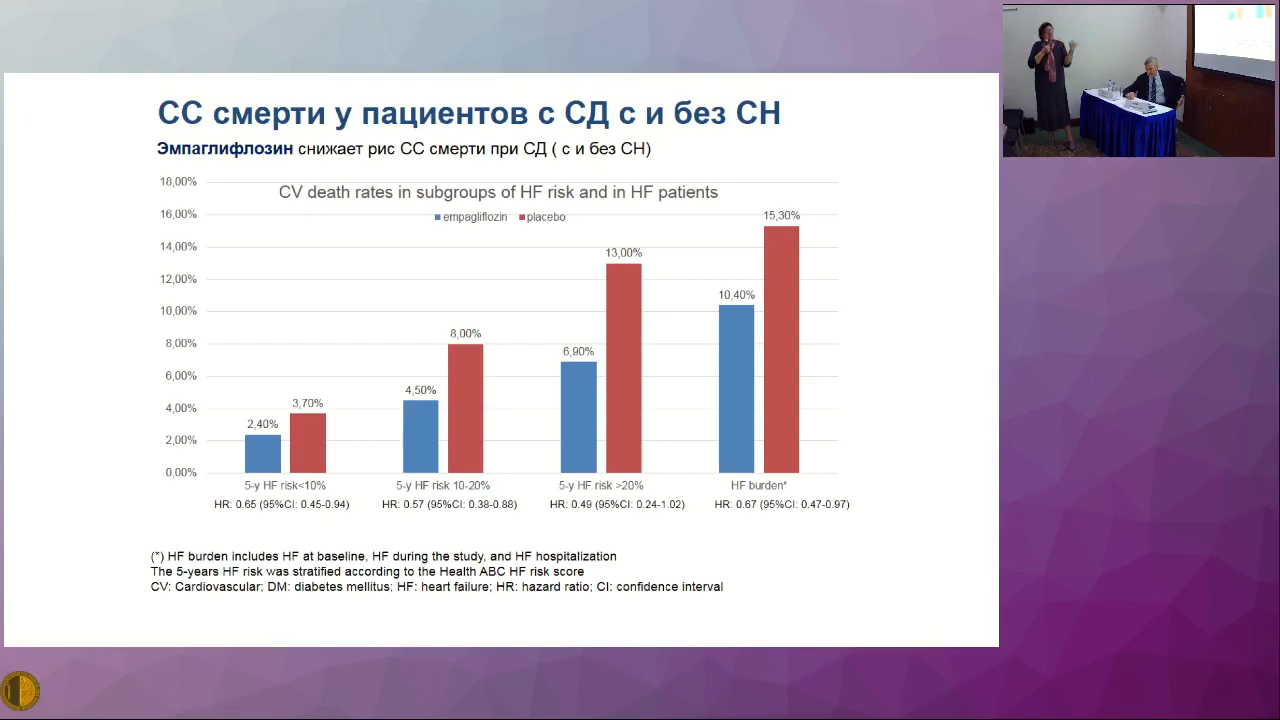 СС смерти у пациентов с СД с и без СН
Эмпаглифлозин снижает рис СС смерти при СД ( с и без СН)
CV death rates in subgroups of HF risk and in HF patients
empagliflozin placebo
18,00%
16,00%
14,00%
12,00%
10,00%
8,00%
6,00%
4,00%
2,00%
0,00%
2,40%
3,70%
4,50%
8,00%
6,90%
13,00%
10,40%
15,30%
5-y HF risk<10% 5-y HF risk 10-20% 5-y HF risk >20% HF burden*
HR: 0.65 (95%CI: 0.45-0.94) HR: 0.57 (95%CI: 0.38-0.88) HR: 0.49 (95%CI: 0.24-1.02) HR: 0.67 (95%CI: 0.47-0.97)
(*) HF burden includes HF at baseline, HF during the study, and HF hospitalization
The 5-years HF risk was stratified according to the Health ABC HF risk score
CV: Cardiovascular; DM: diabetes mellitus; HF: heart failure; HR: hazard ratio; CI: confidence interval